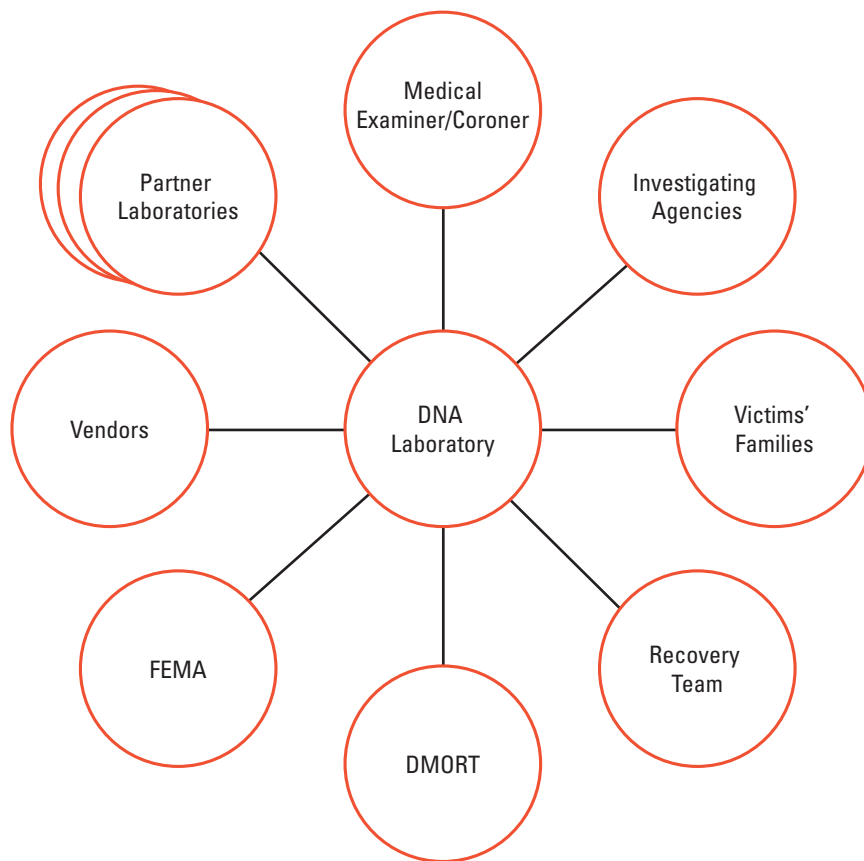 Medical
Examiner/Coroner
Partner
Laboratories
Investigating
Agencies
Vendors
DNA
Laboratory
Victims’
Families
FEMA
Recovery
Team
DMORT